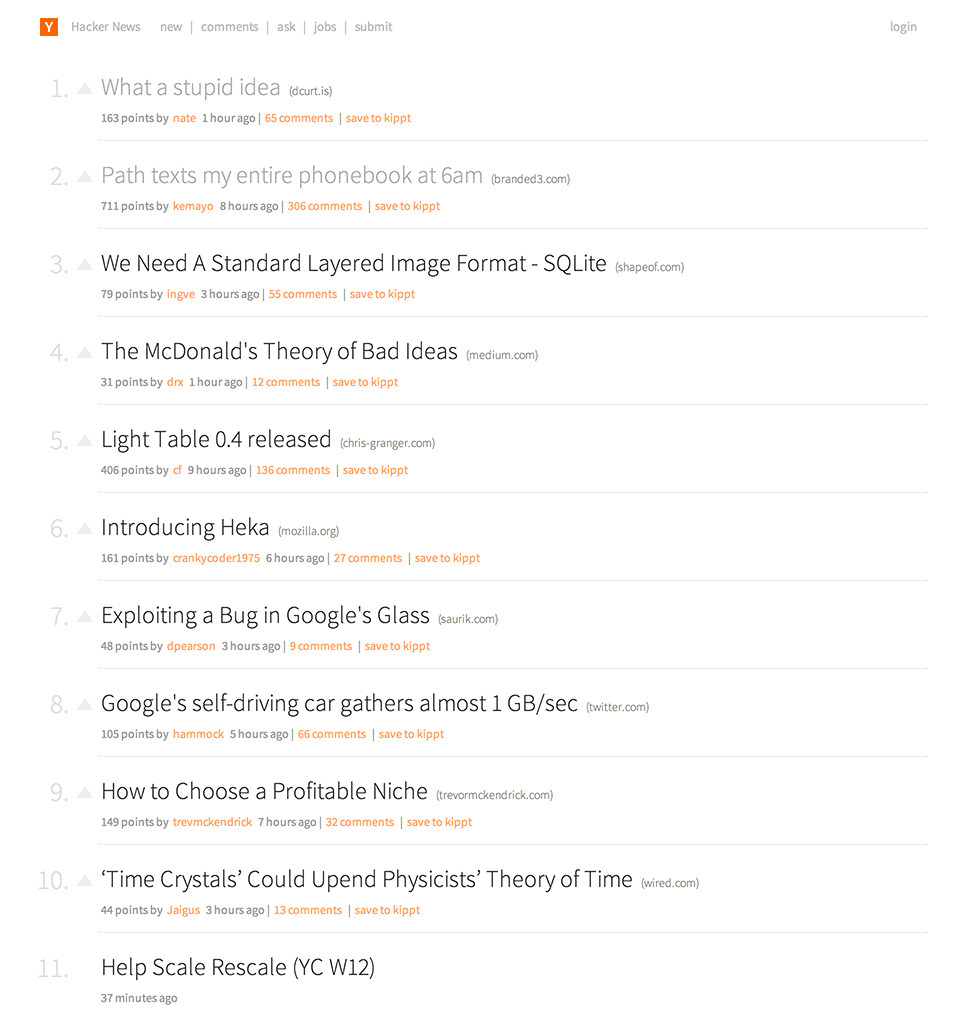 Y Hacker News new | comments | ask | jobs | submit login
1. What a stupid idea (dcurt.is)
163 points by nate 1 hour ago | 65 comments | save to kippt
2. Path texts my entire phonebook at 6am (branded3.com)
711 points by kemayo 8 hours ago | 306 comments | save to kippt
3. We Need A Standard Layered Image Format - SQLite (shapeof.com)
79 points by ingve 3 hours ago | 55 comments | save to kippt
4. The McDonald's Theory of Bad Ideas (medium.com)
31 points by drx 1 hour ago | 12 comments | save to kippt
5. Light Table 0.4 released (chris-granger.com)
406 points by cf 9 hours ago | 136 comments | save to kippt
6. Introducing Heka (mozilla.org)
161 points by crankycoder1975 6 hours ago | 27 comments | save to kippt
7. Exploiting a Bug in Google's Glass (saurik.com)
48 points by dpearson 3 hours ago | 9 comments | save to kippt
8. Google's self-driving car gathers almost 1 GB/sec (twitter.com)
105 points by hammock 5 hours ago | 66 comments | save to kippt
9. How to Choose a Profitable Niche (trevormckendrick.com)
149 points by trevmckendrick 7 hours ago | 32 comments | save to kippt
10. ‘Time Crystals’ Could Upend Physicists’ Theory of Time (wired.com)
44 points by Jaigus 3 hours ago | 13 comments | save to kippt
11. Help Scale Rescale (YC W12)
37 minutes ago